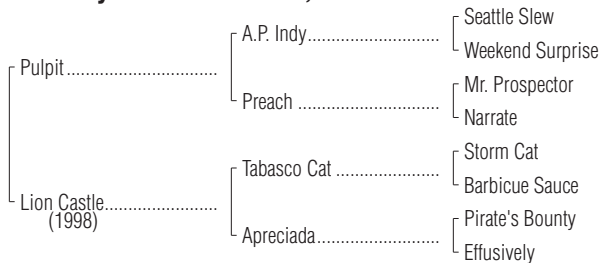 Seattle Slew
A.P. Indy
Weekend Surprise
Pulpit
Mr. Prospector
Preach
Narrate
Storm Cat
Tabasco Cat
Barbicue Sauce
Lion Castle
(1998)
Pirate's Bounty
Apreciada
Effusively